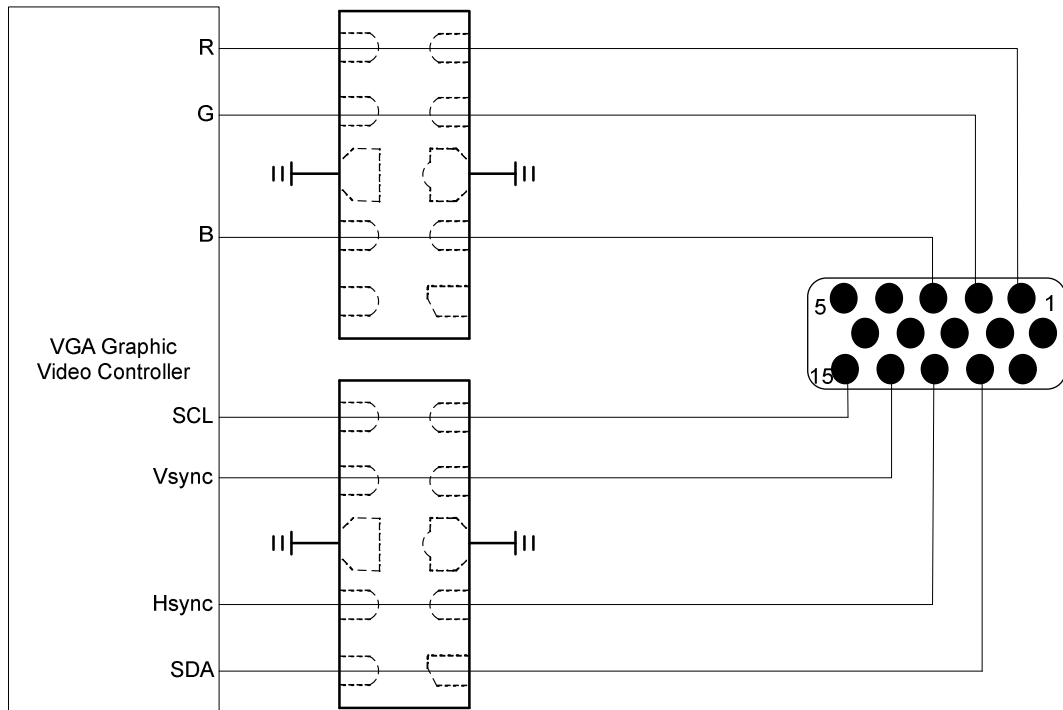 R
G
B
5
1
VGA Graphic
Video Controller
15
SCL
Vsync
Hsync
SDA